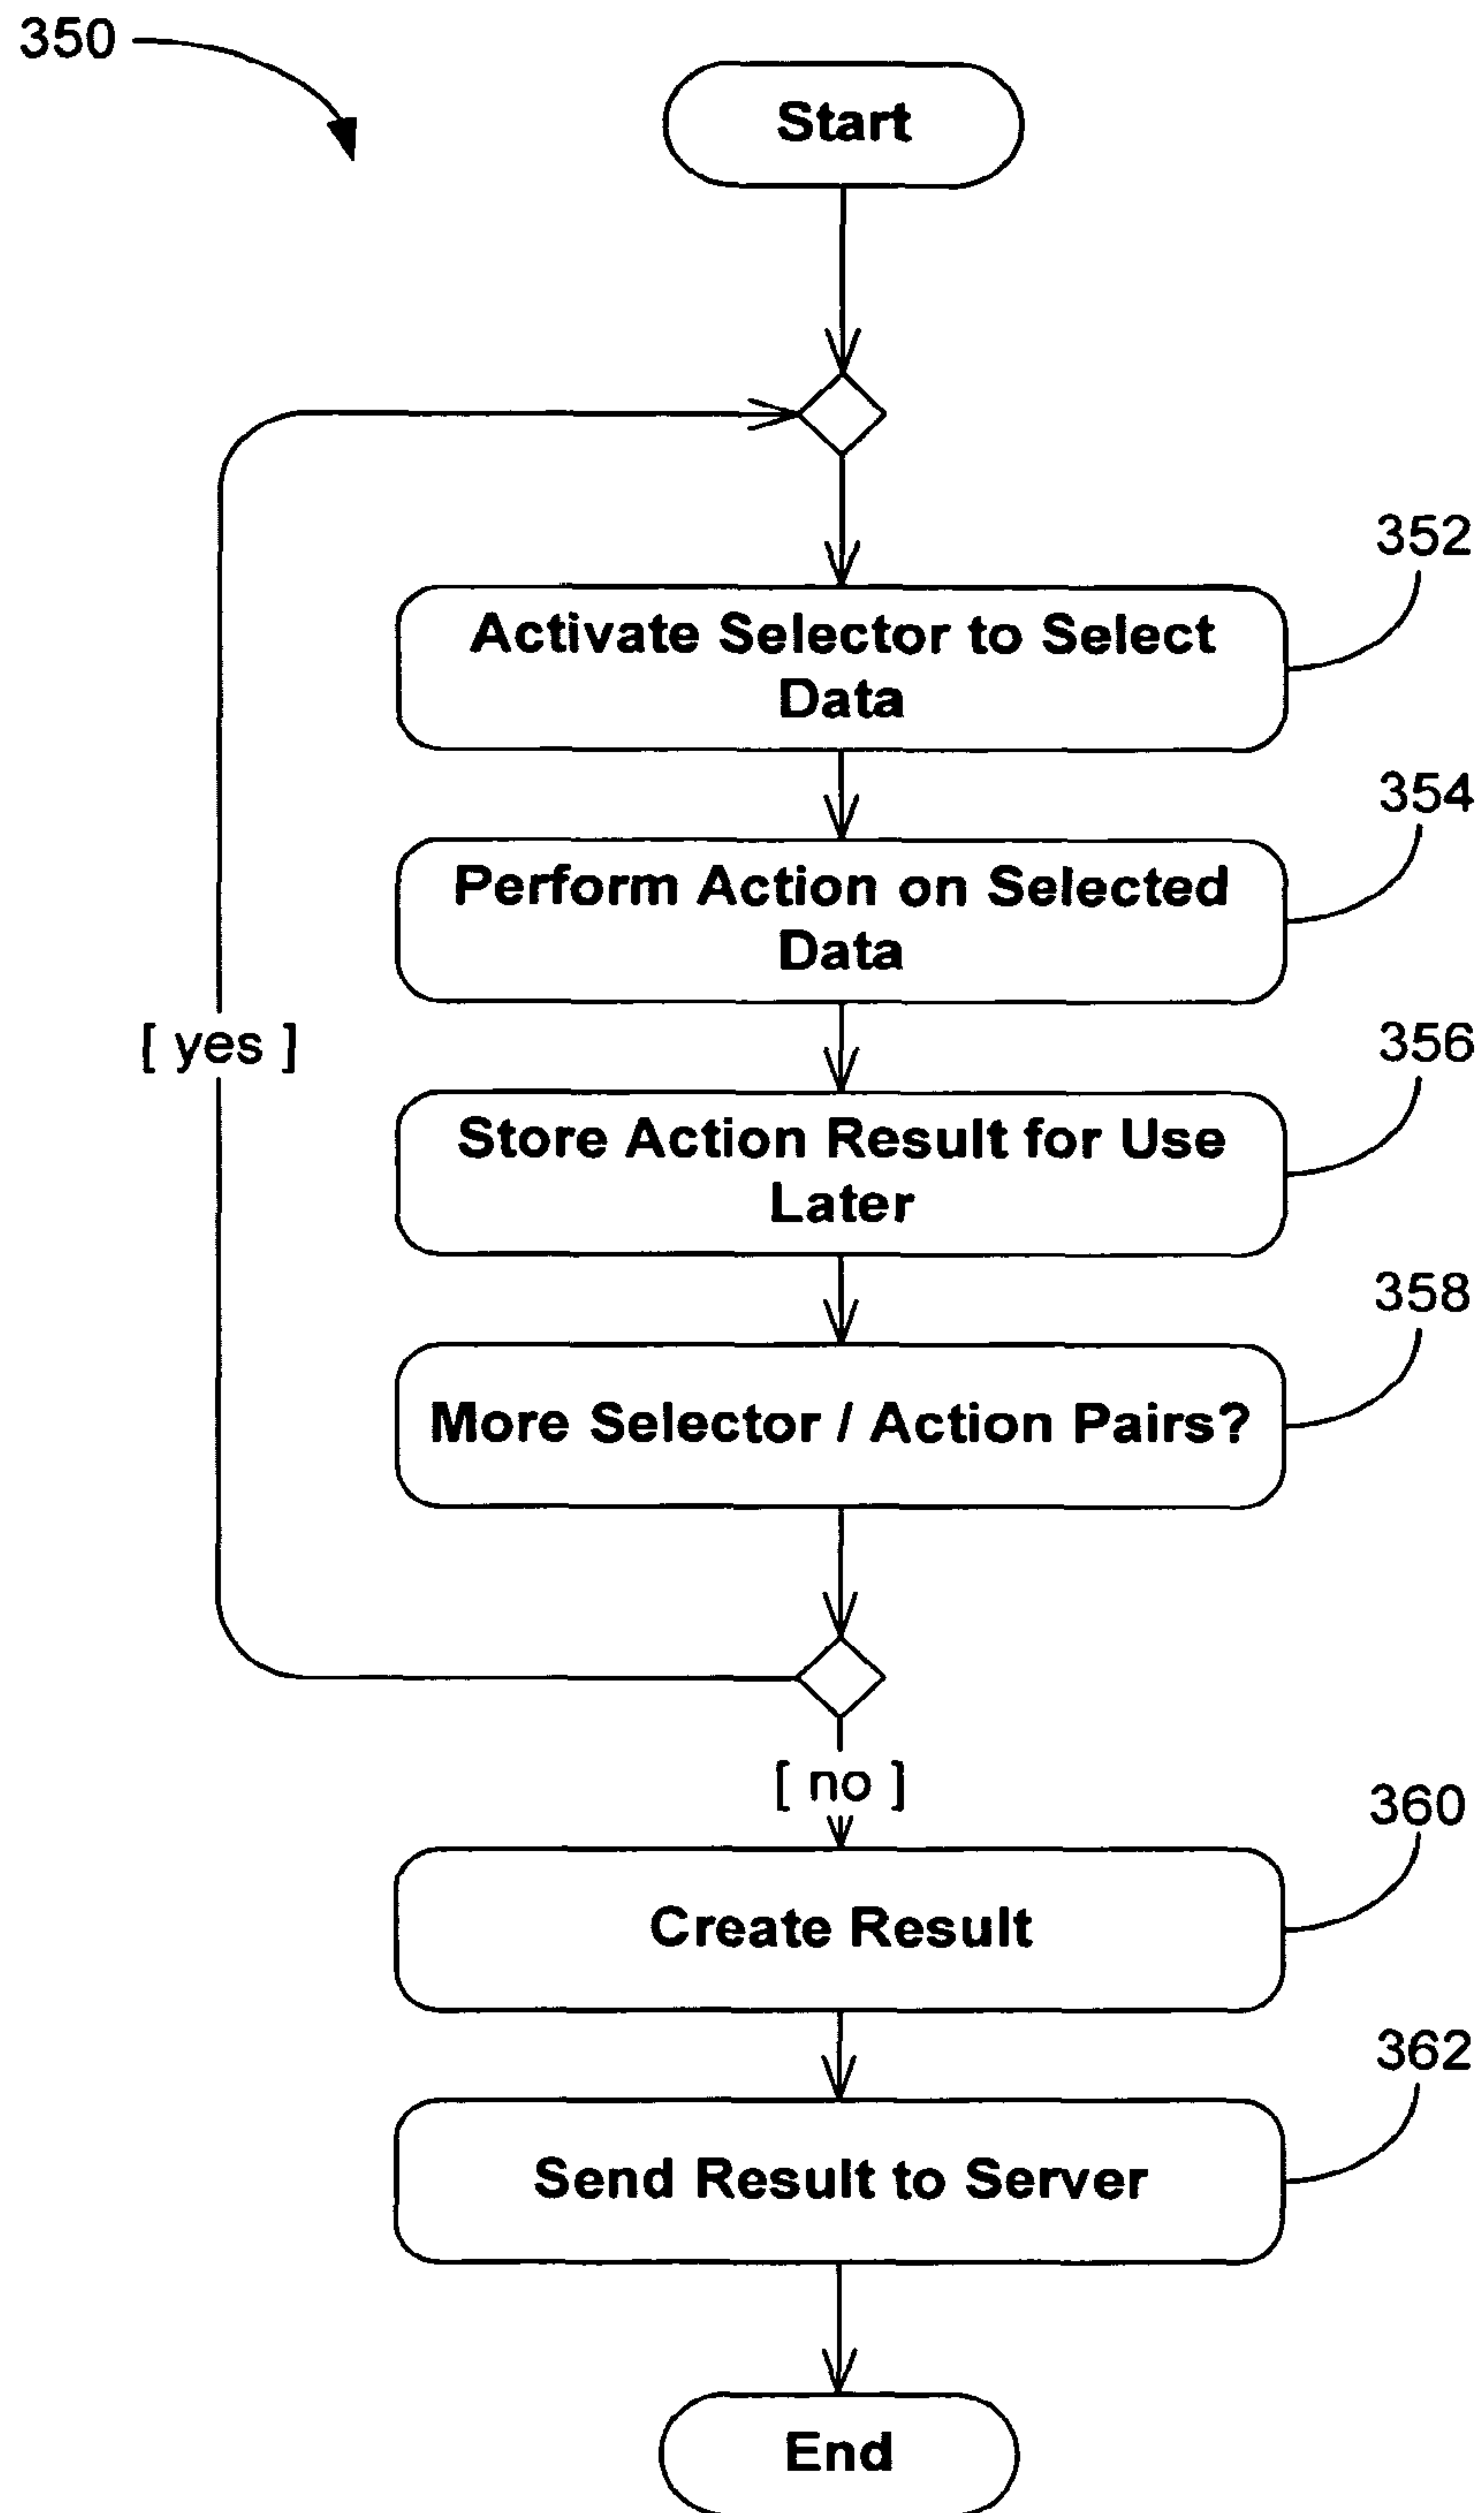 350
Start
352
Activate Selector to Select
Data
354
Perform Action on Selected
Data
[ yes ]
356
Store Action Result for Use
Later
358
More Selector / Action Pairs?
[ no ]
360
Create Result
362
Send Result to Server
End